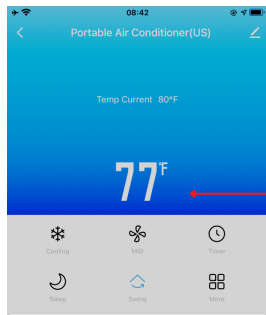 08:42
Portable Air Conditioner(US)
Temp Current 80°F
77°F
Cooling MID Timer
Sleep Swing More